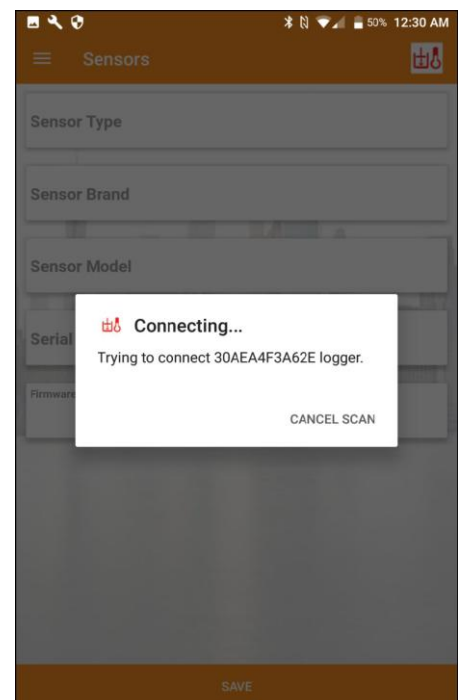 50% 12:30 AM
Sensors
Sensor Type
Sensor Brand
Sensor Model
Serial
Firmware
Connecting...
Trying to connect 30AEA4F3A62E logger.
CANCEL SCAN
SAVE